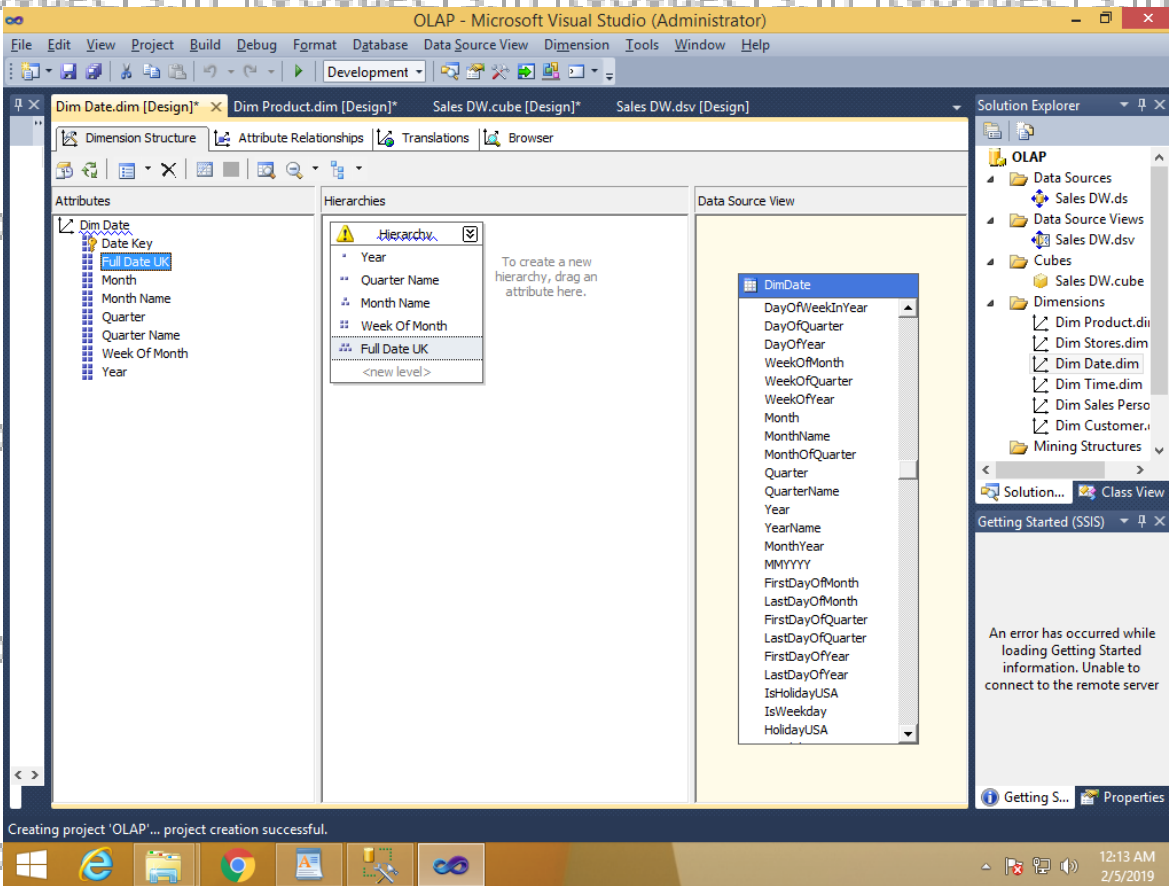 OLAP - Microsoft Visual Studio (Administrator)
File Edit View Project Build Debug Format Database Data Source View Dimension Tools Window Help
Development
Dim Date.dim [Design]* Dim Product.dim [Design]* Sales DW.cube [Design]* Sales DW.dsv [Design]
Dimension Structure Attribute Relationships Translations Browser
Attributes
Dim Date
Date Key
Full Date UK
Month
Month Name
Quarter
Quarter Name
Week Of Month
Year
Hierarchies
Hierarchy
Year
Quarter Name
Month Name
Week Of Month
Full Date UK
<new level>
To create a new
hierarchy, drag an
attribute here.
Data Source View
DimDate
DayOfWeekInYear
DayOfQuarter
DayOfYear
WeekOfMonth
WeekOfQuarter
WeekOfYear
Month
MonthName
MonthOfQuarter
Quarter
QuarterName
Year
YearName
MonthYear
MMYYYY
FirstDayOfMonth
LastDayOfMonth
FirstDayOfQuarter
LastDayOfQuarter
FirstDayOfYear
LastDayOfYear
IsHolidayUSA
IsWeekday
HolidayUSA
Solution Explorer
OLAP
Data Sources
Sales DW.ds
Data Source Views
Sales DW.dsv
Cubes
Sales DW.cube
Dimensions
Dim Product.di
Dim Stores.dim
Dim Date.dim
Dim Time.dim
Dim Sales Perso
Dim Customer.
Mining Structures
Solution... Class View
Getting Started (SSIS)
An error has occurred while
loading Getting Started
information. Unable to
connect to the remote server
Getting S... Properties
Creating project 'OLAP'... project creation successful.
12:13 AM
2/5/2019